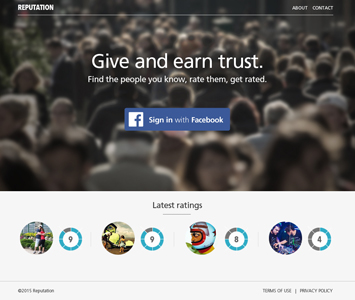 REPUTATION
ABOUT CONTACT
Give and earn trust.
Find the people you know, rate them, get rated.
f Sign in with Facebook
Latest ratings
9 9 8 4
©2015 Reputation
TERMS OF USE | PRIVACY POLICY